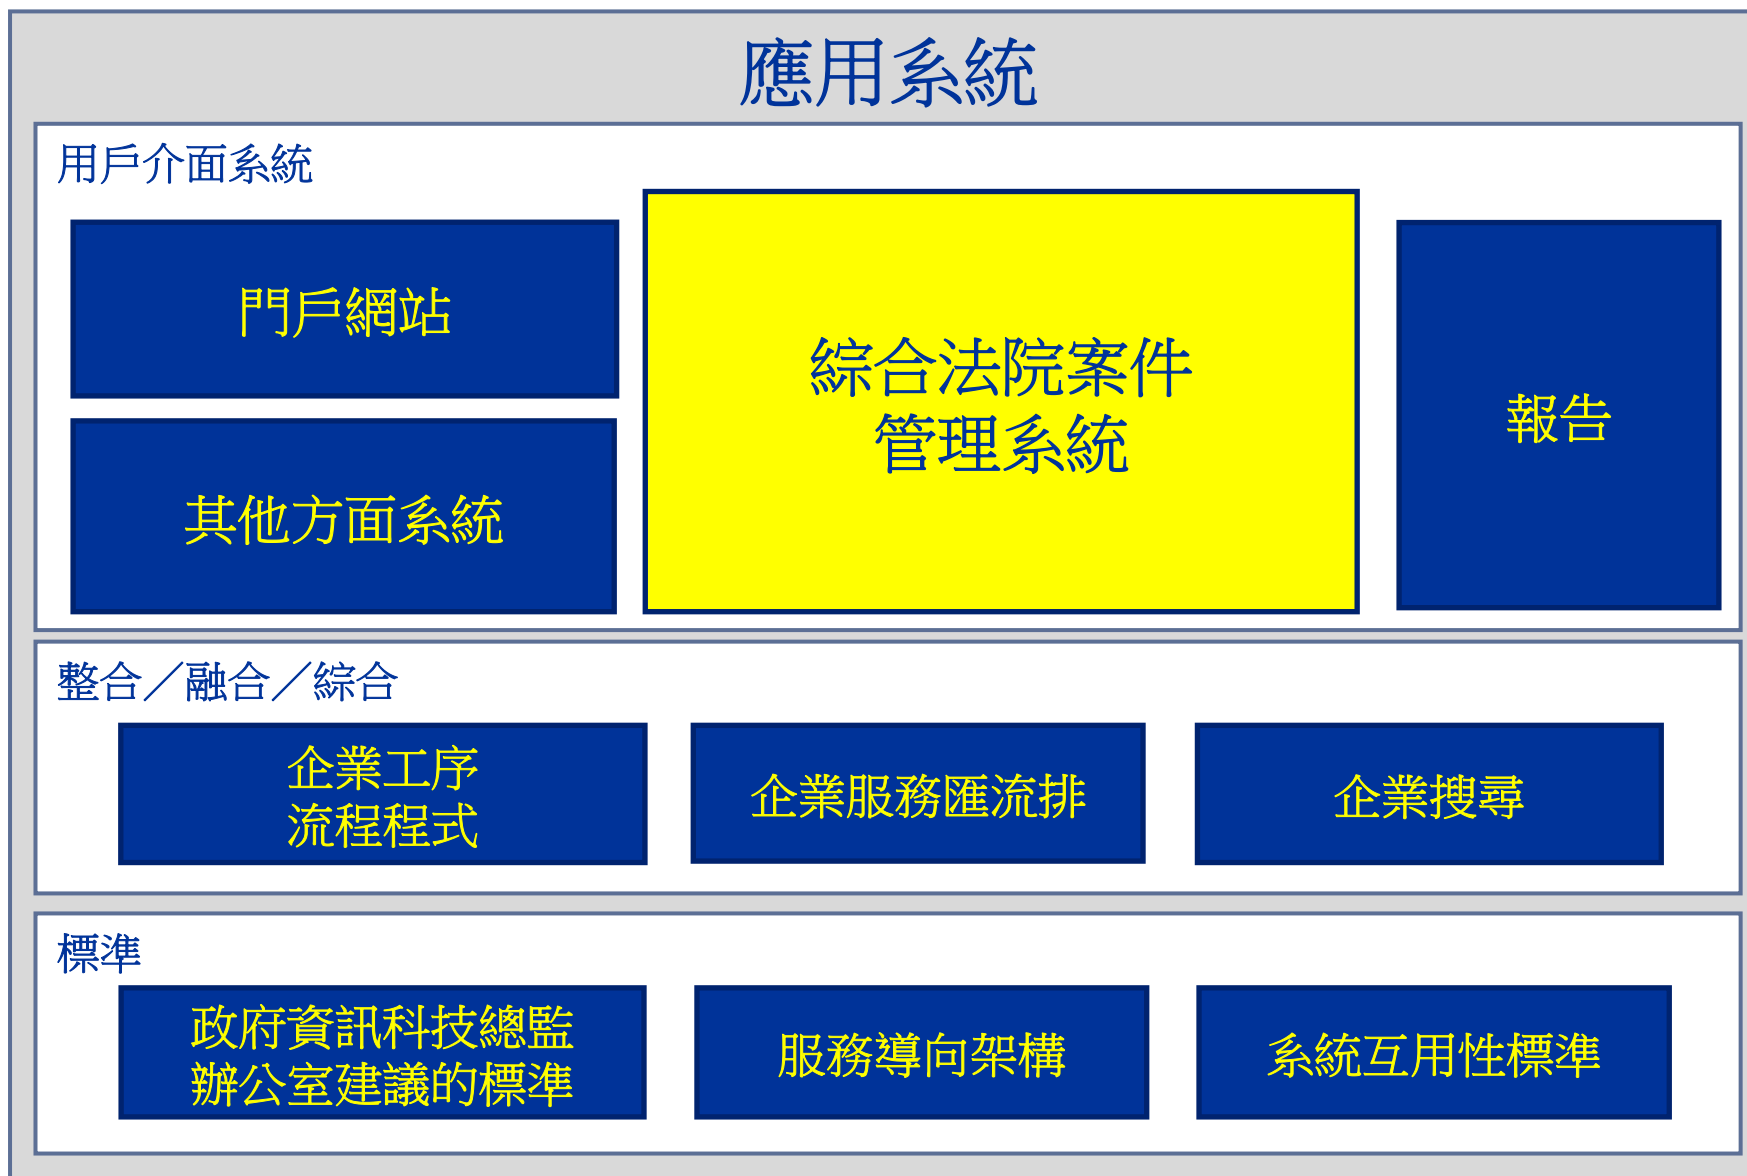 應用系統
用戶介面系統
門戶網站
其他方面系統
綜合法院案件
管理系統
報告
整合／融合／綜合
企業工序
流程程式
企業服務匯流排
企業搜尋
標準
政府資訊科技總監
辦公室建議的標準
服務導向架構
系統互用性標準